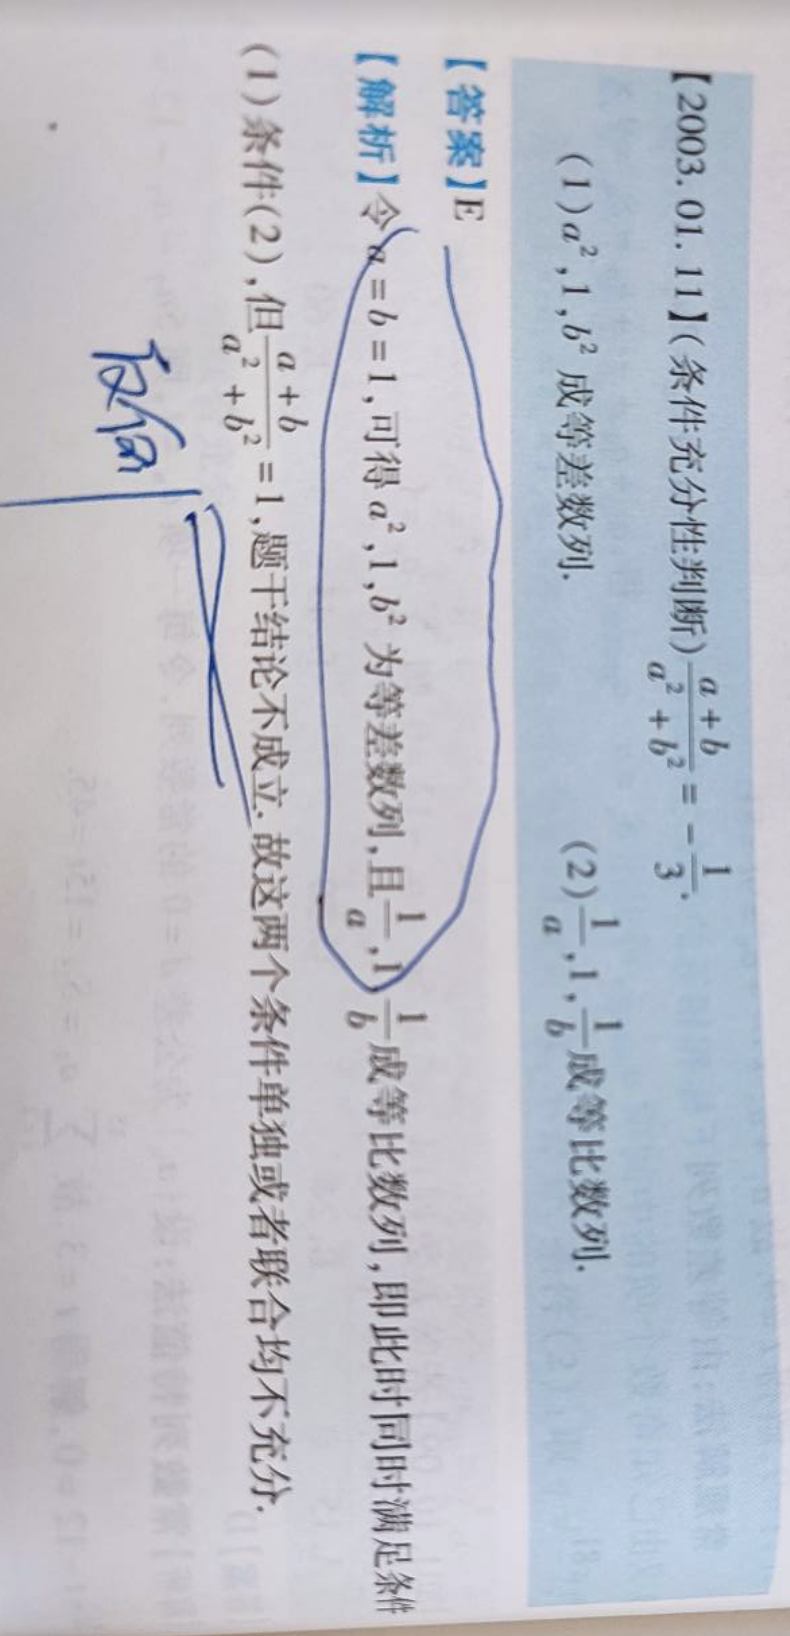 【2003.01.11】(条件充分性判断) \frac{a+b}{a^2+b^2}=-\frac{1}{3}.
(1)a^2,1,b^2 成等差数列. (2)\frac{1}{a},1,\frac{1}{b}成等比数列.
【答案】E
【解析】令 a=b=1,可得 a^2,1,b^2 为等差数列,且\frac{1}{a},1,\frac{1}{b}成等比数列,即此时同时满足条件
(1)条件(2),但\frac{a+b}{a^2+b^2}=1,题干结论不成立.故这两个条件单独或者联合均不充分.